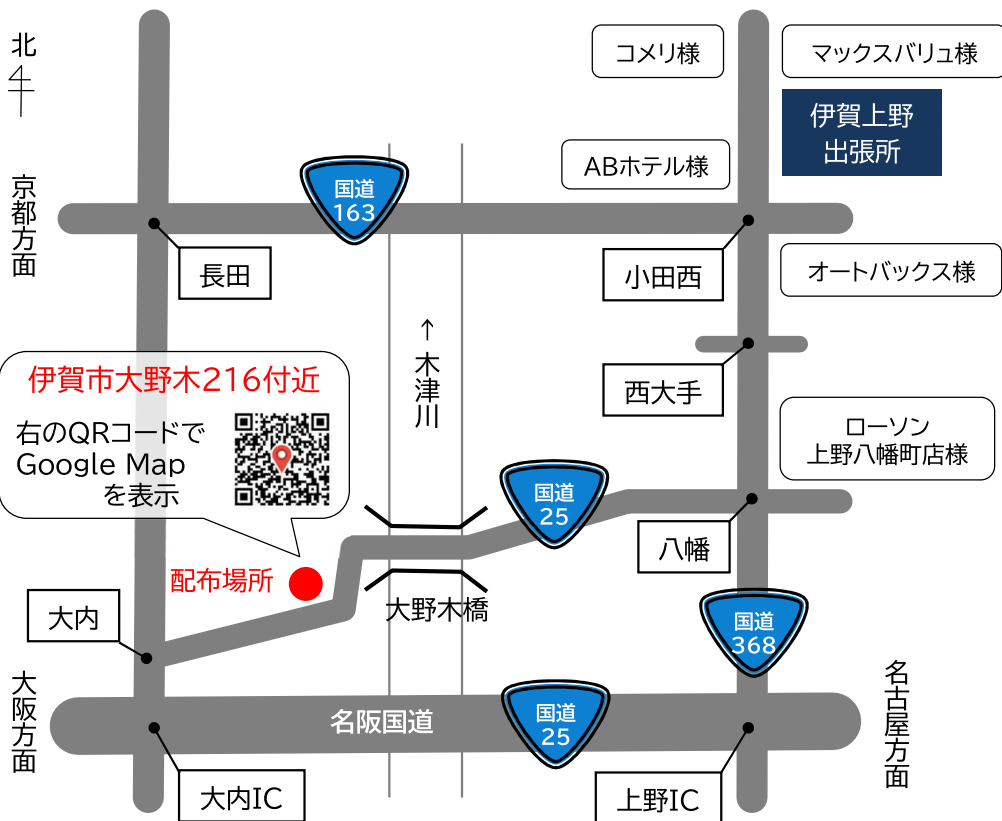 北
コメリ様
マックスバリュ様
伊賀上野
出張所
ABホテル様
京都方面
国道
163
長田
小田西
オートバックス様
↑木津川
西大手
伊賀市大野木216付近
右のQRコードで
Google Map
を表示
ローソン
上野八幡町店様
国道
25
八幡
配布場所
大野木橋
大内
国道
368
大阪方面
名阪国道
国道
25
名古屋方面
大内IC
上野IC